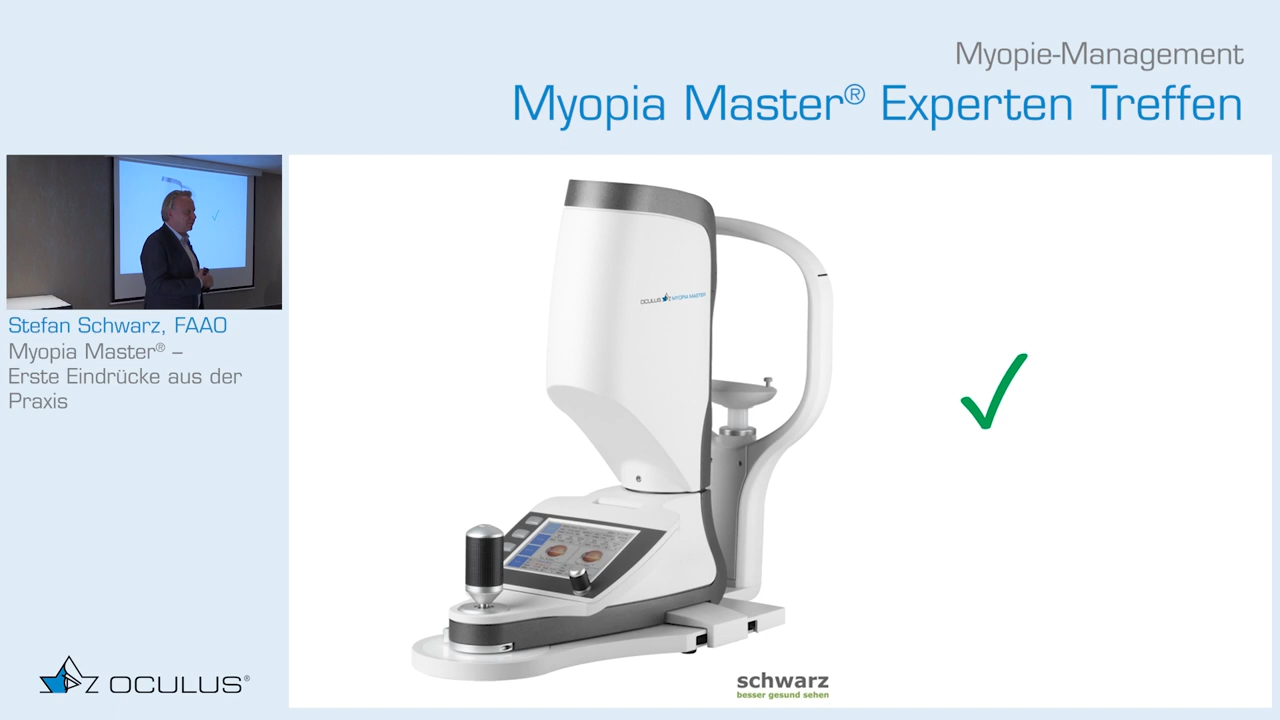 Myopie-Management
Myopia Master® Experten Treffen
Stefan Schwarz, FAAO
Myopia Master® –
Erste Eindrücke aus der
Praxis
OCULUS MYOPIA MASTER
OCULUS®
schwarz
besser gesund sehen